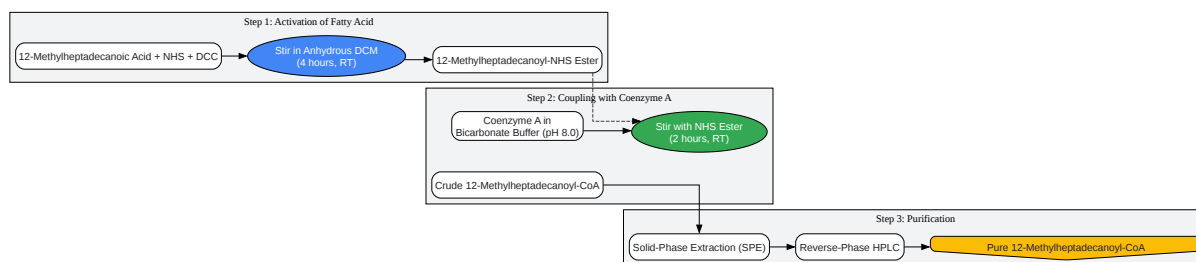 Step 1: Activation of Fatty Acid
12-Methylheptadecanoic Acid + NHS + DCC
Stir in Anhydrous DCM
(4 hours, RT)
12-Methylheptadecanoyl-NHS Ester
Step 2: Coupling with Coenzyme A
Coenzyme A in
Bicarbonate Buffer (pH 8.0)
Stir with NHS Ester
(2 hours, RT)
Crude 12-Methylheptadecanoyl-CoA
Step 3: Purification
Solid-Phase Extraction (SPE)
Reverse-Phase HPLC
Pure 12-Methylheptadecanoyl-CoA